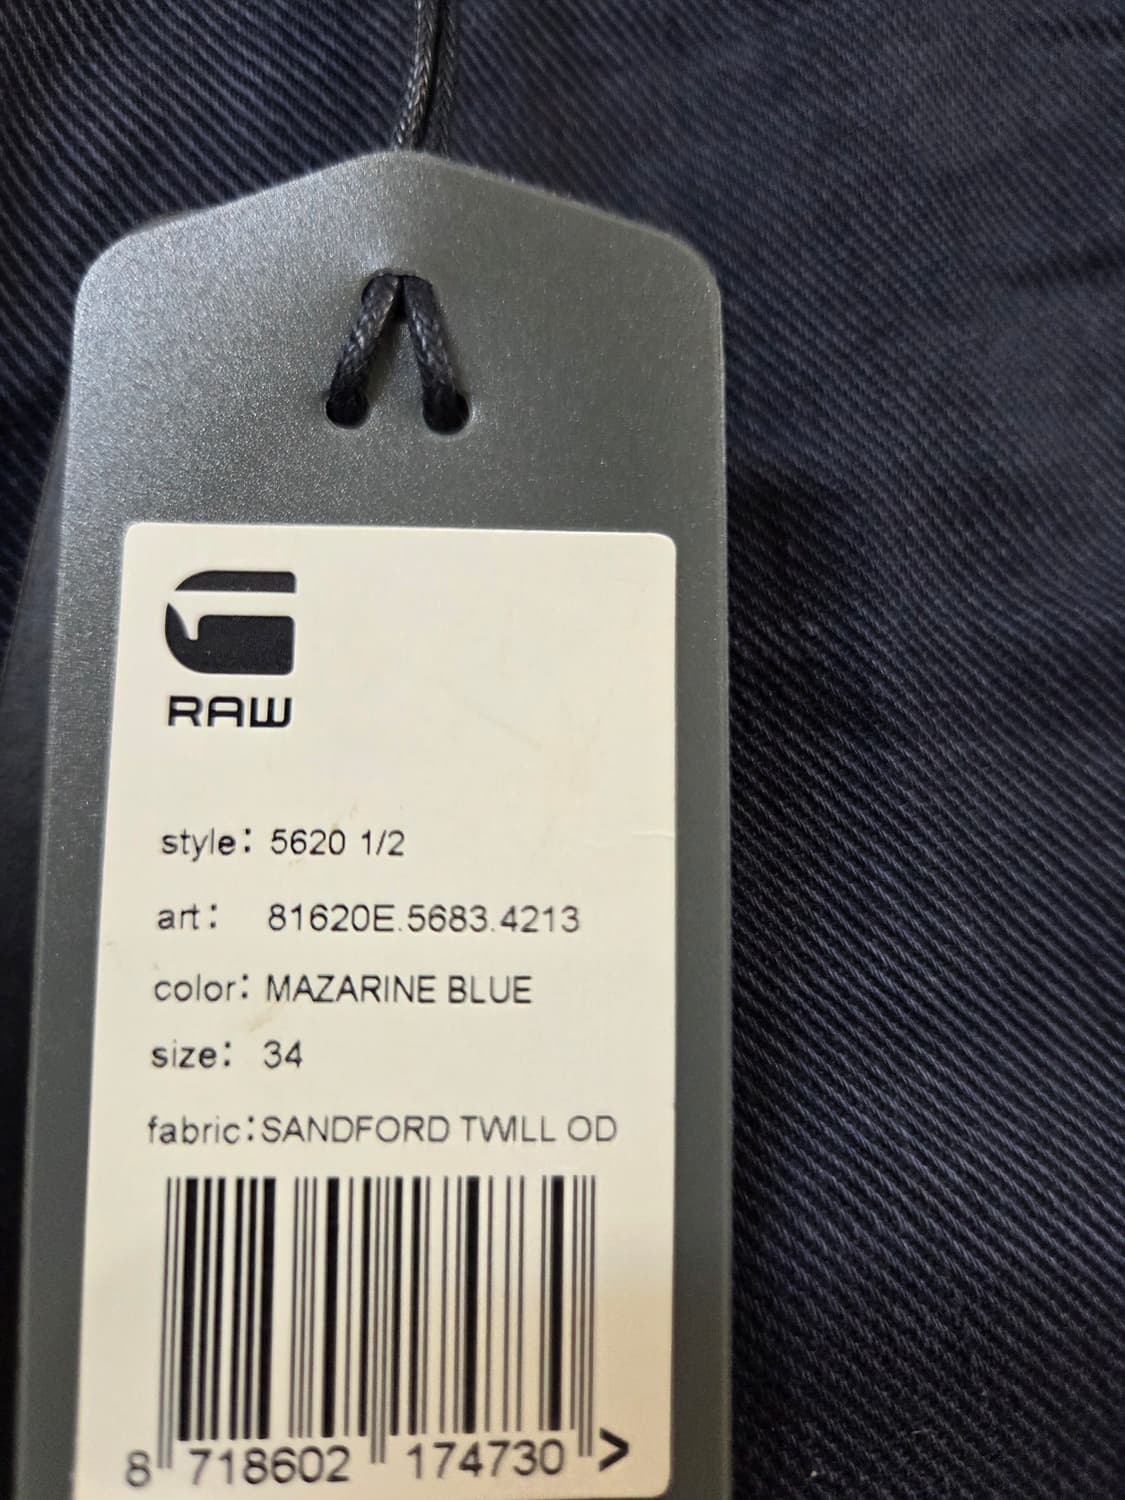 RAW
style: 5620 1/2
art: 81620E.5683.4213
color: MAZARINE BLUE
size: 34
fabric: SANDFORD TWILL OD
8 718602 174730 >